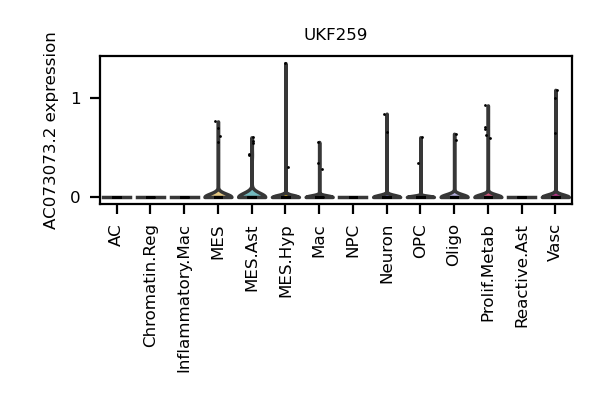 UKF259
AC073073.2 expression
1
0
AC
Chromatin.Reg
Inflammatory.Mac
MES
MES.Ast
MES.Hyp
Mac
NPC
Neuron
OPC
Oligo
Prolif.Metab
Reactive.Ast
Vasc